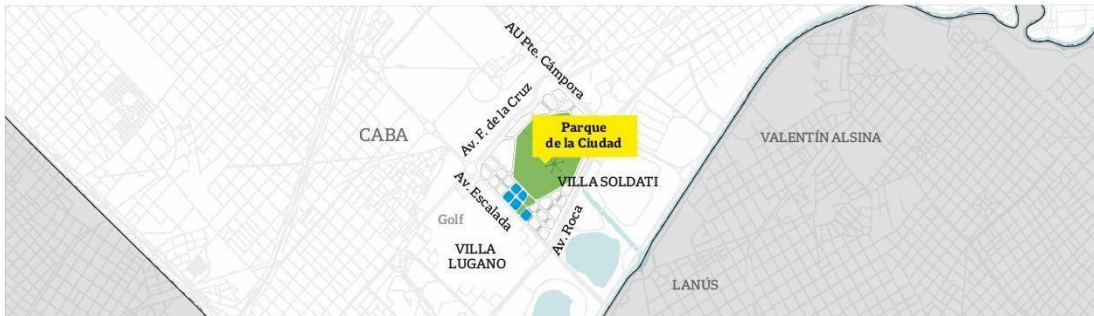 AU Pte. Cámpora
Av. F. de la Cruz
CABA
Parque
de la Ciudad
VALENTÍN ALSINA
VILLA SOLDATI
Av. Escalada
Golf
Av. Roca
VILLA
LUGANO
LANÚS